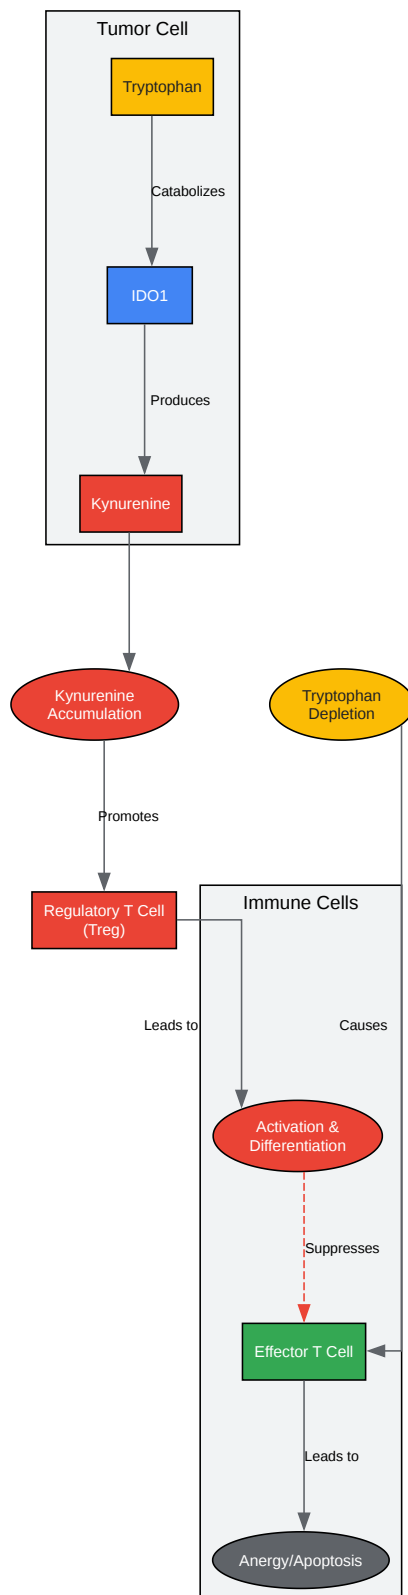 Tumor Cell
Tryptophan
Catabolizes
IDO1
Produces
Kynurenine
Kynurenine
Accumulation
Tryptophan
Depletion
Promotes
Regulatory T Cell
(Treg)
Immune Cells
Leads to
Causes
Activation &
Differentiation
Suppresses
Effector T Cell
Leads to
Anergy/Apoptosis